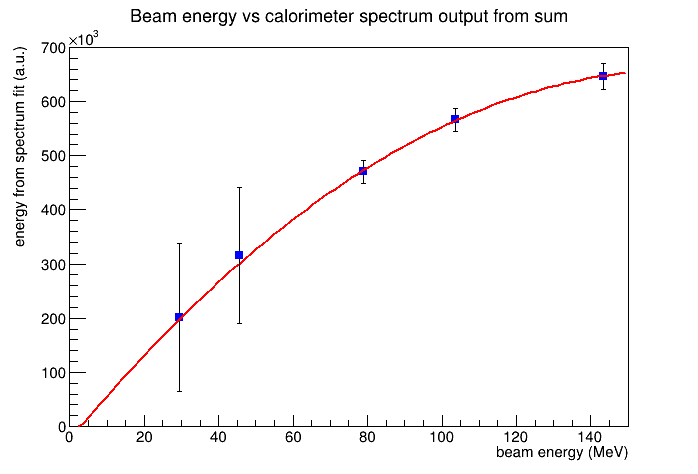 Beam energy vs calorimeter spectrum output from sum
×10³
energy from spectrum fit (a.u.)
700
600
500
400
300
200
100
0
0 20 40 60 80 100 120 140
beam energy (MeV)